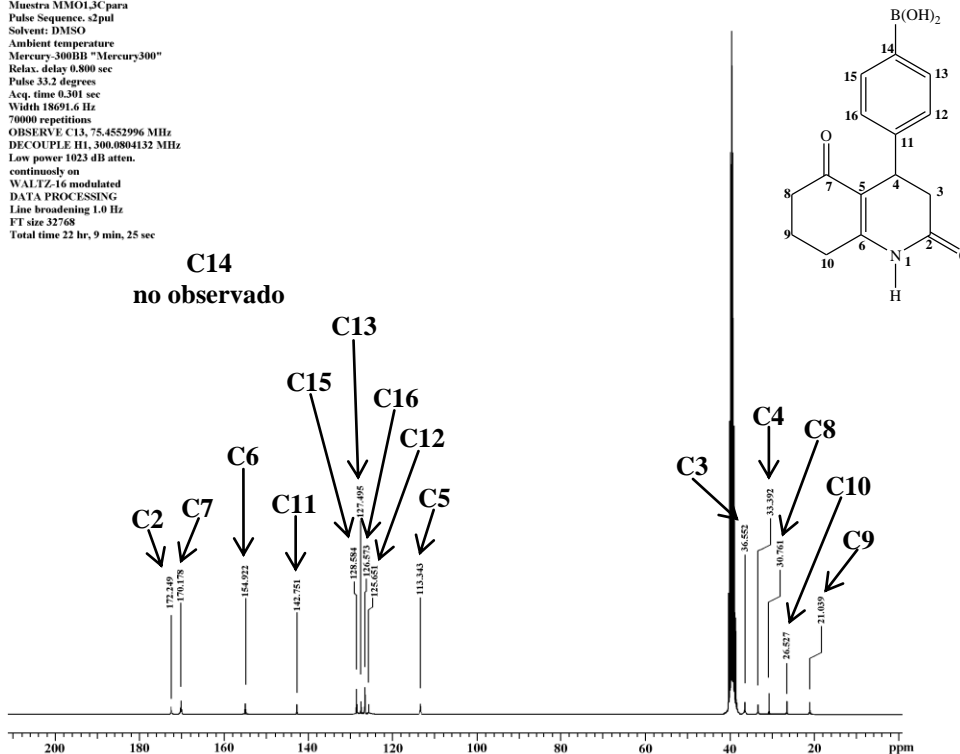 Muestra MMO1,3Cpara
Pulse Sequence. s2pul
Solvent: DMSO
Ambient temperature
Mercury-300BB "Mercury300"
Relax. delay 0.800 sec
Pulse 33.2 degrees
Acq. time 0.301 sec
Width 18691.6 Hz
70000 repetitions
OBSERVE C13, 75.4552996 MHz
DECOUPLE H1, 300.0804132 MHz
Low power 1023 dB atten.
continuosly on
WALTZ-16 modulated
DATA PROCESSING
Line broadening 1.0 Hz
FT size 32768
Total time 22 hr, 9 min, 25 sec
B(OH)2
14
15 13
16 12
11
O
7 5 4 3
8
9 6 2
10 N 1
H
C14
no observado
C13
C15 C16
C12
C6
C11 C5
C2 C7
C3 C4 C8
C10
C9
172.249
170.178
154.922
142.751
128.584
127.495
126.573
125.651
113.343
36.552
33.392
30.761
26.527
21.039
200 180 160 140 120 100 80 60 40 20 ppm